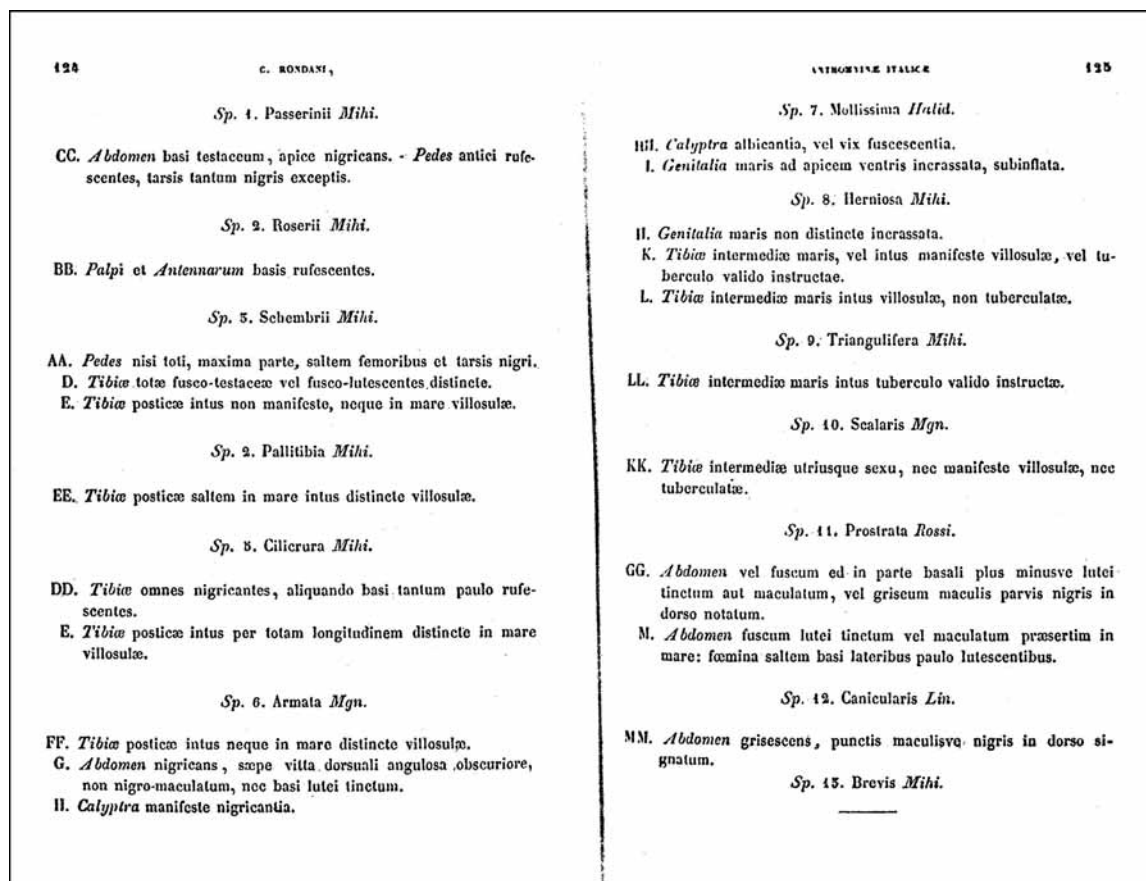 124
C. RONDANI,
Sp. 1. Passerinii Mihi.
CC. Abdomen basi testaceum, apice nigricans. - Pedes antici rufe-
scentes, tarsis tantum nigris exceptis.
Sp. 2. Roserii Mihi.
BB. Palpi et Antennarum basis rufescentes.
Sp. 3. Schembrii Mihi.
AA. Pedes nisi toti, maxima parte, saltem femoribus et tarsis nigri.
D. Tibiæ totæ fusco-testaceæ vel fusco-lutescentes distincte.
E. Tibiæ posticæ intus non manifeste, neque in mare villosulæ.
Sp. 2. Pallitibia Mihi.
EE. Tibiæ posticæ saltem in mare intus distincte villosulæ.
Sp. 5. Cilicrura Mihi.
DD. Tibiæ omnes nigricantes, aliquando basi tantum paulo rufe-
scentes.
E. Tibiæ posticæ intus per totam longitudinem distincte in mare
villosulæ.
Sp. 6. Armata Mgn.
FF. Tibiæ posticæ intus neque in mare distincte villosulæ.
G. Abdomen nigricans, sæpe vitta dorsuali angulosa obscuriore,
non nigro-maculatum, nec basi lutei tinctum.
H. Calyptra manifeste nigricantia.
ANTHOMYINÆ ITALICÆ
125
Sp. 7. Mollissima Halid.
HH. Calyptra albicantia, vel vix fuscescentia.
I. Genitalia maris ad apicem ventris incrassata, subinflata.
Sp. 8. Herniosa Mihi.
II. Genitalia maris non distincte incrassata.
K. Tibiæ intermediæ maris, vel intus manifeste villosulæ, vel tu-
berculo valido instructae.
L. Tibiæ intermediæ maris intus villosulæ, non tuberculatæ.
Sp. 9. Triangulifera Mihi.
LL. Tibiæ intermediæ maris intus tuberculo valido instructæ.
Sp. 10. Scalaris Mgn.
KK. Tibiæ intermediæ utriusque sexu, nec manifeste villosulæ, nec
tuberculatæ.
Sp. 11. Prostrata Rossi.
GG. Abdomen vel fuscum ed in parte basali plus minusve lutei
tinctum aut maculatum, vel griseum maculis parvis nigris in
dorso notatum.
M. Abdomen fuscum lutei tinctum vel maculatum præsertim in
mare: fœmina saltem basi lateribus paulo lutescentibus.
Sp. 12. Canicularis Lin.
MM. Abdomen grisescens, punctis maculisve nigris in dorso si-
gnatum.
Sp. 13. Brevis Mihi.